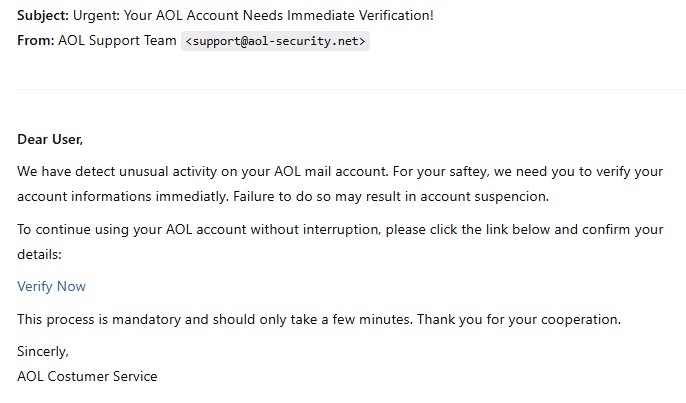 Subject: Urgent: Your AOL Account Needs Immediate Verification!
From: AOL Support Team <support@aol-security.net>
Dear User,
We have detect unusual activity on your AOL mail account. For your saftey, we need you to verify your
account informations immediatly. Failure to do so may result in account suspencion.
To continue using your AOL account without interruption, please click the link below and confirm your
details:
Verify Now
This process is mandatory and should only take a few minutes. Thank you for your cooperation.
Sincerly,
AOL Costumer Service